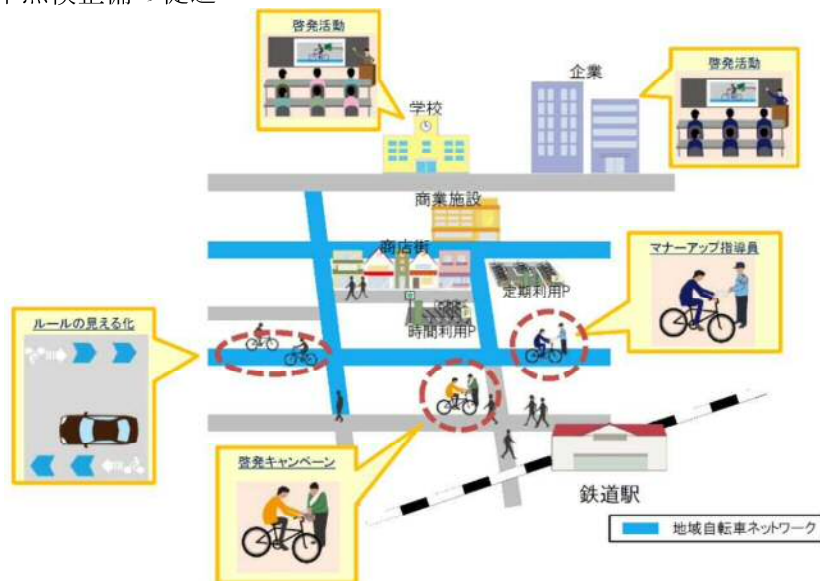 啓発活動
啓発活動
企業
学校
商業施設
商店街
マナーアップ指導員
定期利用P
時間利用P
ルールの見える化
啓発キャンペーン
鉄道駅
地域自転車ネットワーク